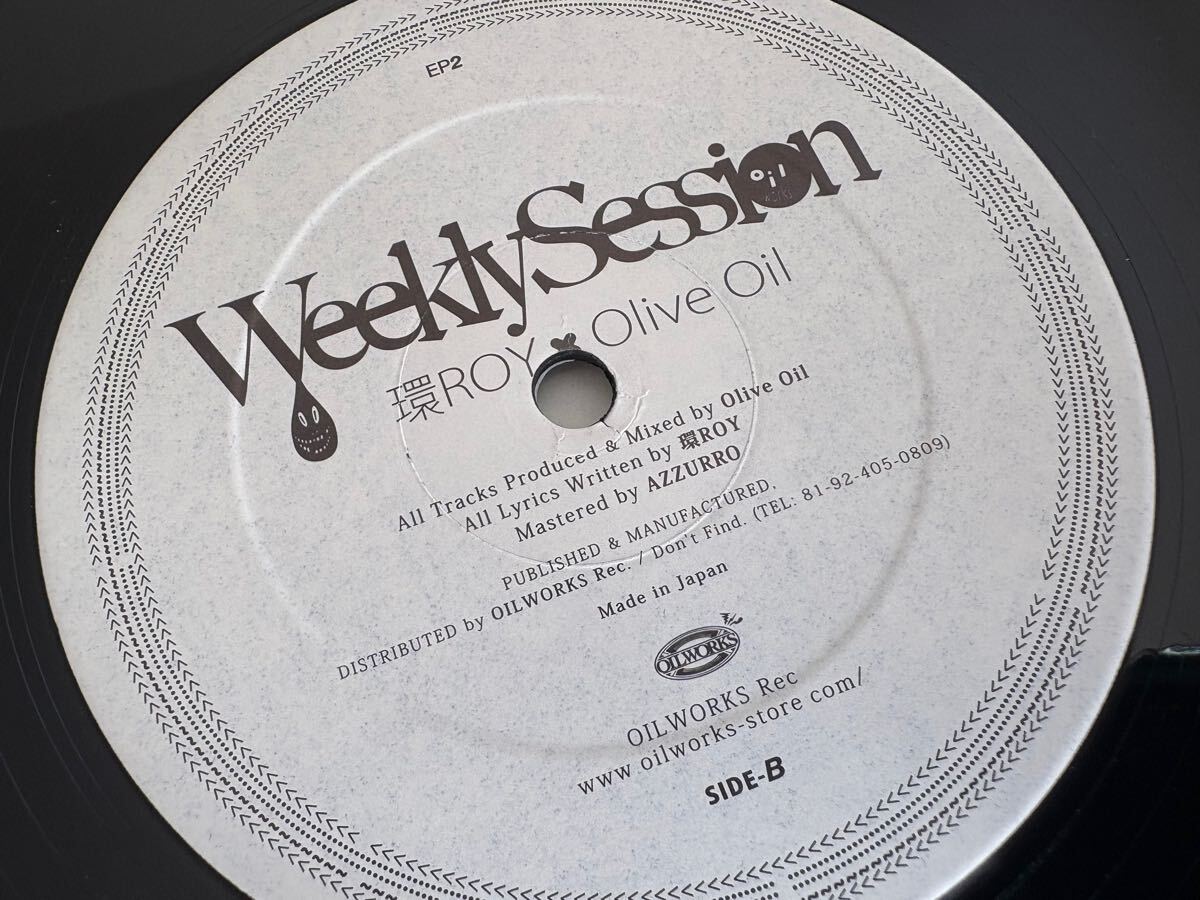 EP2
WeeklySession
oil
環ROY × Olive Oil
All Tracks Produced & Mixed by Olive Oil
All Lyrics Written by 環ROY
Mastered by AZZURRO
PUBLISHED & MANUFACTURED.
DISTRIBUTED by OILWORKS Rec. / Don't Find. (TEL: 81-92-405-0809)
Made in Japan
OILWORKS
OILWORKS Rec
www oilworks-store com/
SIDE-B